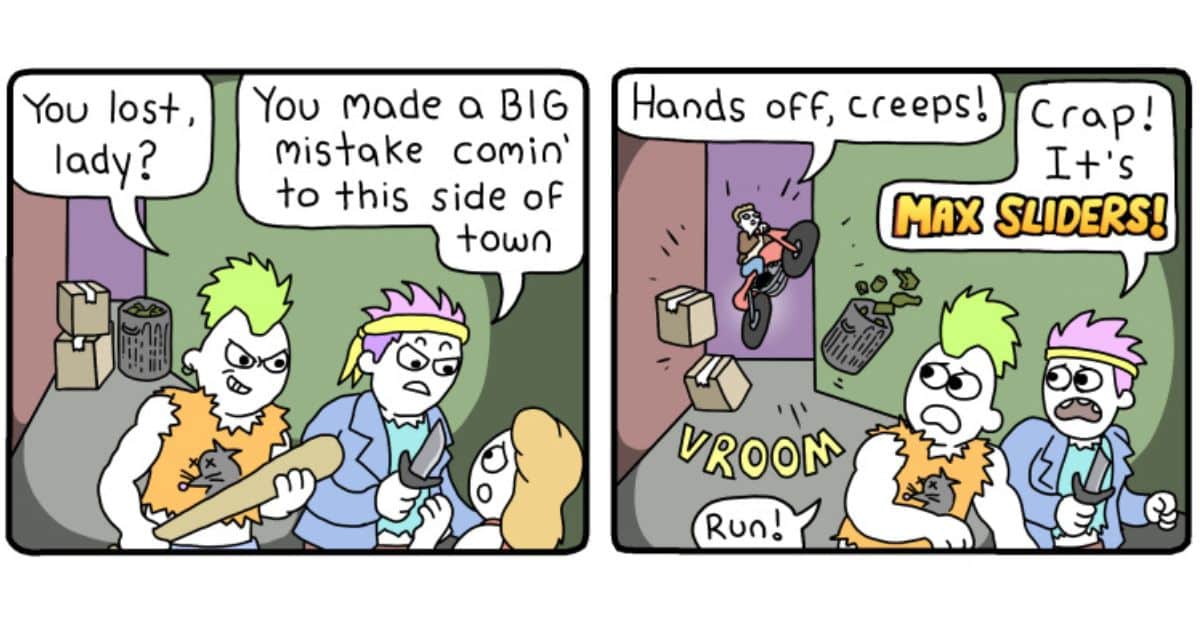 You lost,
lady?
You made a BIG
mistake comin'
to this side of
town
Hands off, creeps!
Crap!
It's
MAX SLIDERS!
VROOM
Run!